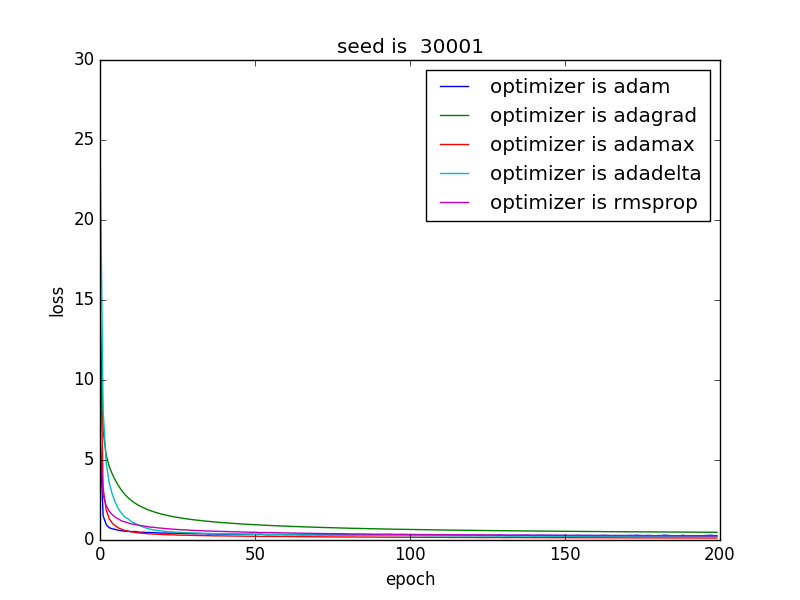 seed is 30001
30
25
20
15
10
5
0
loss
optimizer is adam
optimizer is adagrad
optimizer is adamax
optimizer is adadelta
optimizer is rmsprop
0 50 100 150 200
epoch